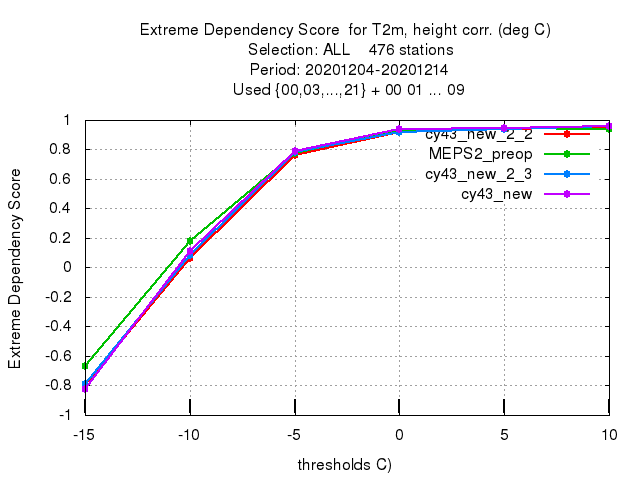 Extreme Dependency Score  for T2m, height corr. (deg C)
Selection: ALL    476 stations
Period: 20201204-20201214
Used {00,03,...,21} + 00 01 ... 09
Extreme Dependency Score
1
0.8
0.6
0.4
0.2
0
-0.2
-0.4
-0.6
-0.8
-1
cy43_new_2_2
MEPS2_preop
cy43_new_2_3
cy43_new
-15
-10
-5
0
5
10
thresholds C)